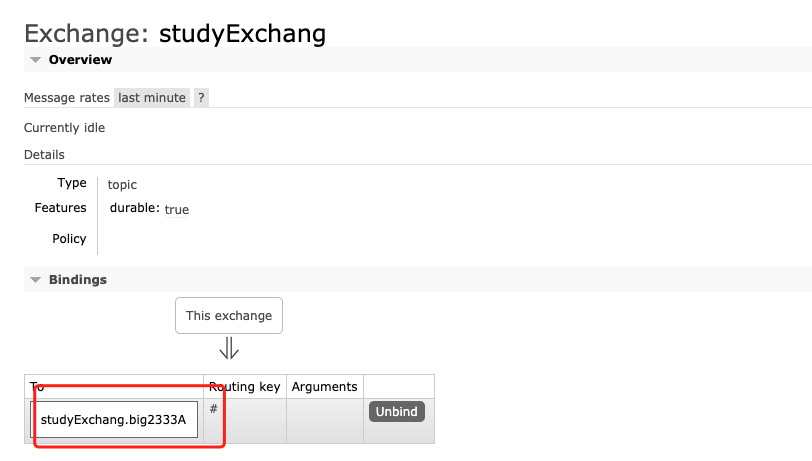 Exchange: studyExchang
Overview
Message rates last minute ?
Currently idle
Details
Type topic
Features durable: true
Policy
Bindings
This exchange
To Routing key Arguments
studyExchang.big2333A # Unbind